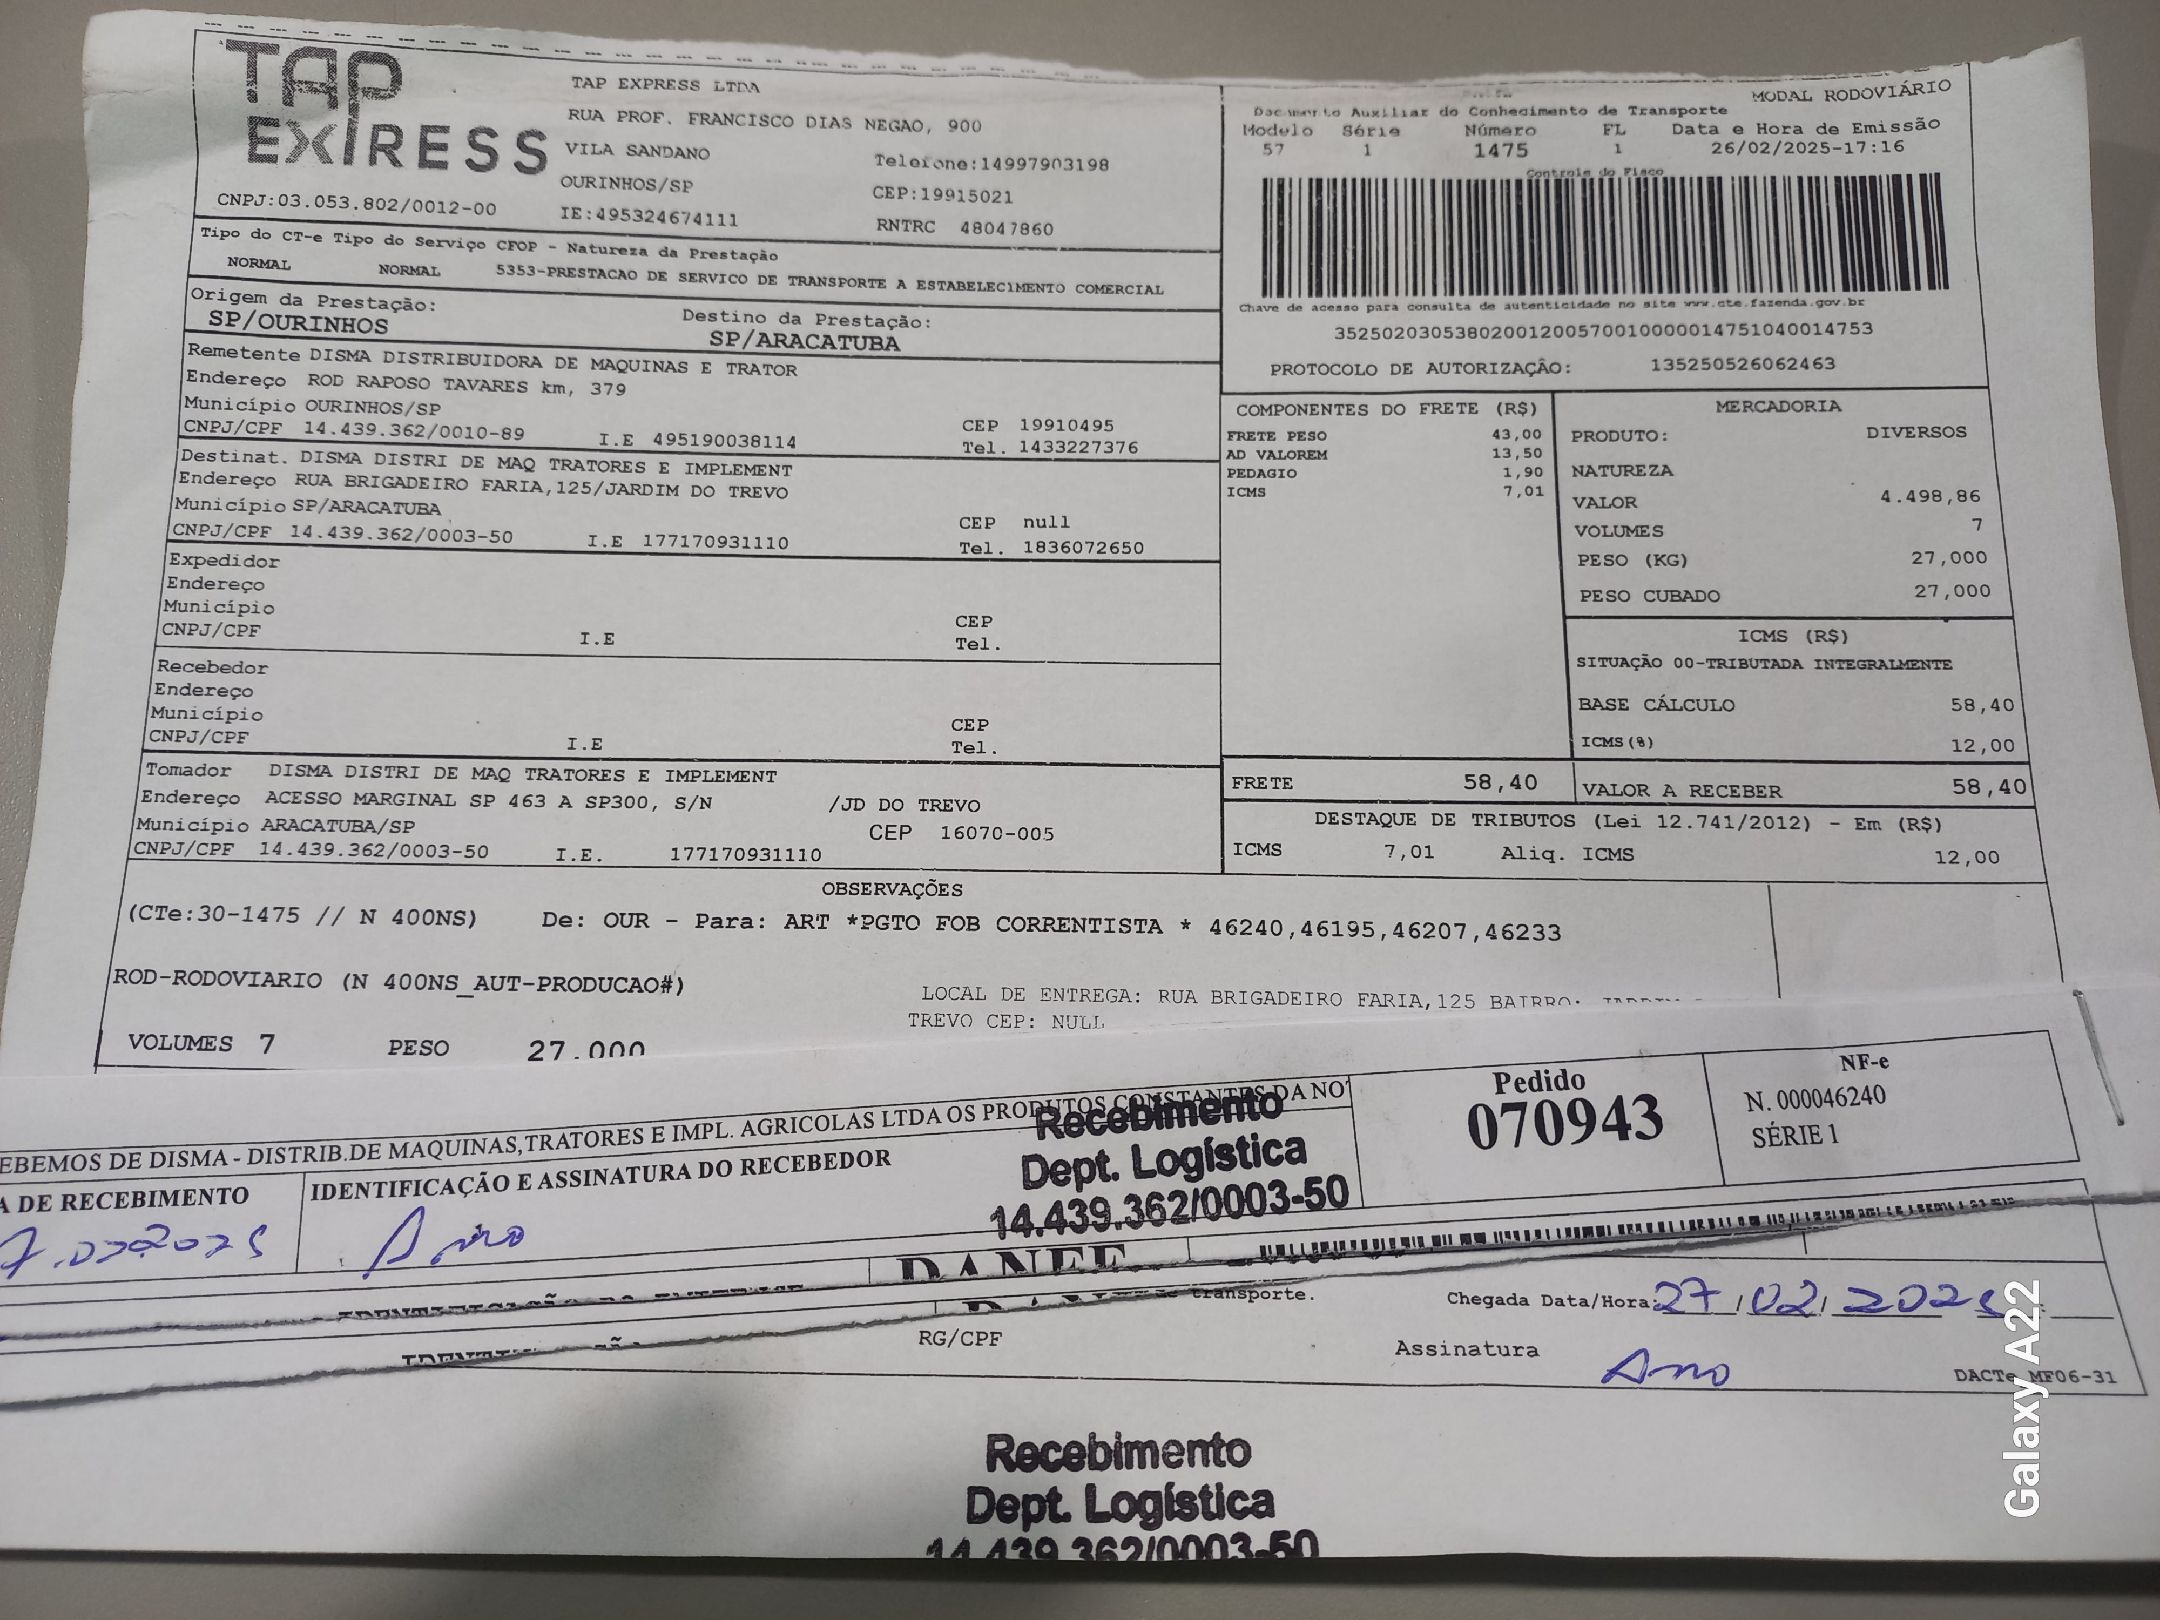 TAP
EXPRESS
TAP EXPRESS LTDA
RUA PROF. FRANCISCO DIAS NEGAO, 900
VILA SANDANO
Telefone:14997903198
OURINHOS/SP
CEP:19915021
CNPJ:03.053.802/0012-00
IE:495324674111
RNTRC 48047860
MODAL RODOVIÁRIO
Documento Auxiliar do Conhecimento de Transporte
Modelo Série Número FL Data e Hora de Emissão
57 1 1475 1 26/02/2025-17:16
Controle do Fisco
Chave de acesso para consulta de autenticidade no site www.cte.fazenda.gov.br
35250203053802001200570010000014751040014753
PROTOCOLO DE AUTORIZAÇÃO: 135250526062463
Tipo do CT-e Tipo do Serviço CFOP - Natureza da Prestação
NORMAL NORMAL 5353-PRESTACAO DE SERVICO DE TRANSPORTE A ESTABELECIMENTO COMERCIAL
Origem da Prestação: Destino da Prestação:
SP/OURINHOS SP/ARACATUBA
Remetente DISMA DISTRIBUIDORA DE MAQUINAS E TRATOR
Endereço ROD RAPOSO TAVARES km, 379
Município OURINHOS/SP CEP 19910495
CNPJ/CPF 14.439.362/0010-89 I.E 495190038114 Tel. 1433227376
Destinat. DISMA DISTRI DE MAQ TRATORES E IMPLEMENT
Endereço RUA BRIGADEIRO FARIA,125/JARDIM DO TREVO
Município SP/ARACATUBA CEP null
CNPJ/CPF 14.439.362/0003-50 I.E 177170931110 Tel. 1836072650
Expedidor
Endereço
Município CEP
CNPJ/CPF I.E Tel.
Recebedor
Endereço
Município CEP
CNPJ/CPF I.E Tel.
Tomador DISMA DISTRI DE MAQ TRATORES E IMPLEMENT
Endereço ACESSO MARGINAL SP 463 A SP300, S/N /JD DO TREVO
Município ARACATUBA/SP CEP 16070-005
CNPJ/CPF 14.439.362/0003-50 I.E. 177170931110
COMPONENTES DO FRETE (R$)
FRETE PESO 43,00
AD VALOREM 13,50
PEDAGIO 1,90
ICMS 7,01
MERCADORIA
PRODUTO: DIVERSOS
NATUREZA
VALOR 4.498,86
VOLUMES 7
PESO (KG) 27,000
PESO CUBADO 27,000
ICMS (R$)
SITUAÇÃO 00-TRIBUTADA INTEGRALMENTE
BASE CÁLCULO 58,40
ICMS(%) 12,00
FRETE 58,40 VALOR A RECEBER 58,40
DESTAQUE DE TRIBUTOS (Lei 12.741/2012) - Em (R$)
ICMS 7,01 Aliq. ICMS 12,00
OBSERVAÇÕES
(CTe:30-1475 // N 400NS) De: OUR - Para: ART *PGTO FOB CORRENTISTA * 46240,46195,46207,46233
ROD-RODOVIARIO (N 400NS_AUT-PRODUCAO#)
LOCAL DE ENTREGA: RUA BRIGADEIRO FARIA,125 BAIRRO:
TREVO CEP: NULL
VOLUMES 7 PESO 27.000
EBEMOS DE DISMA - DISTRIB.DE MAQUINAS,TRATORES E IMPL. AGRICOLAS LTDA OS PRODUTOS CONSTANTES DA NO
A DE RECEBIMENTO IDENTIFICAÇÃO E ASSINATURA DO RECEBEDOR
Recebimento
Dept. Logística
14.439.362/0003-50
Pedido
070943
NF-e
N. 000046240
SÉRIE 1
DANFE
transporte.
Chegada Data/Hora: 27/02/2025
RG/CPF
Assinatura
DACTe MF06-31
Recebimento
Dept. Logística
14.439.362/0003-50
Galaxy A22